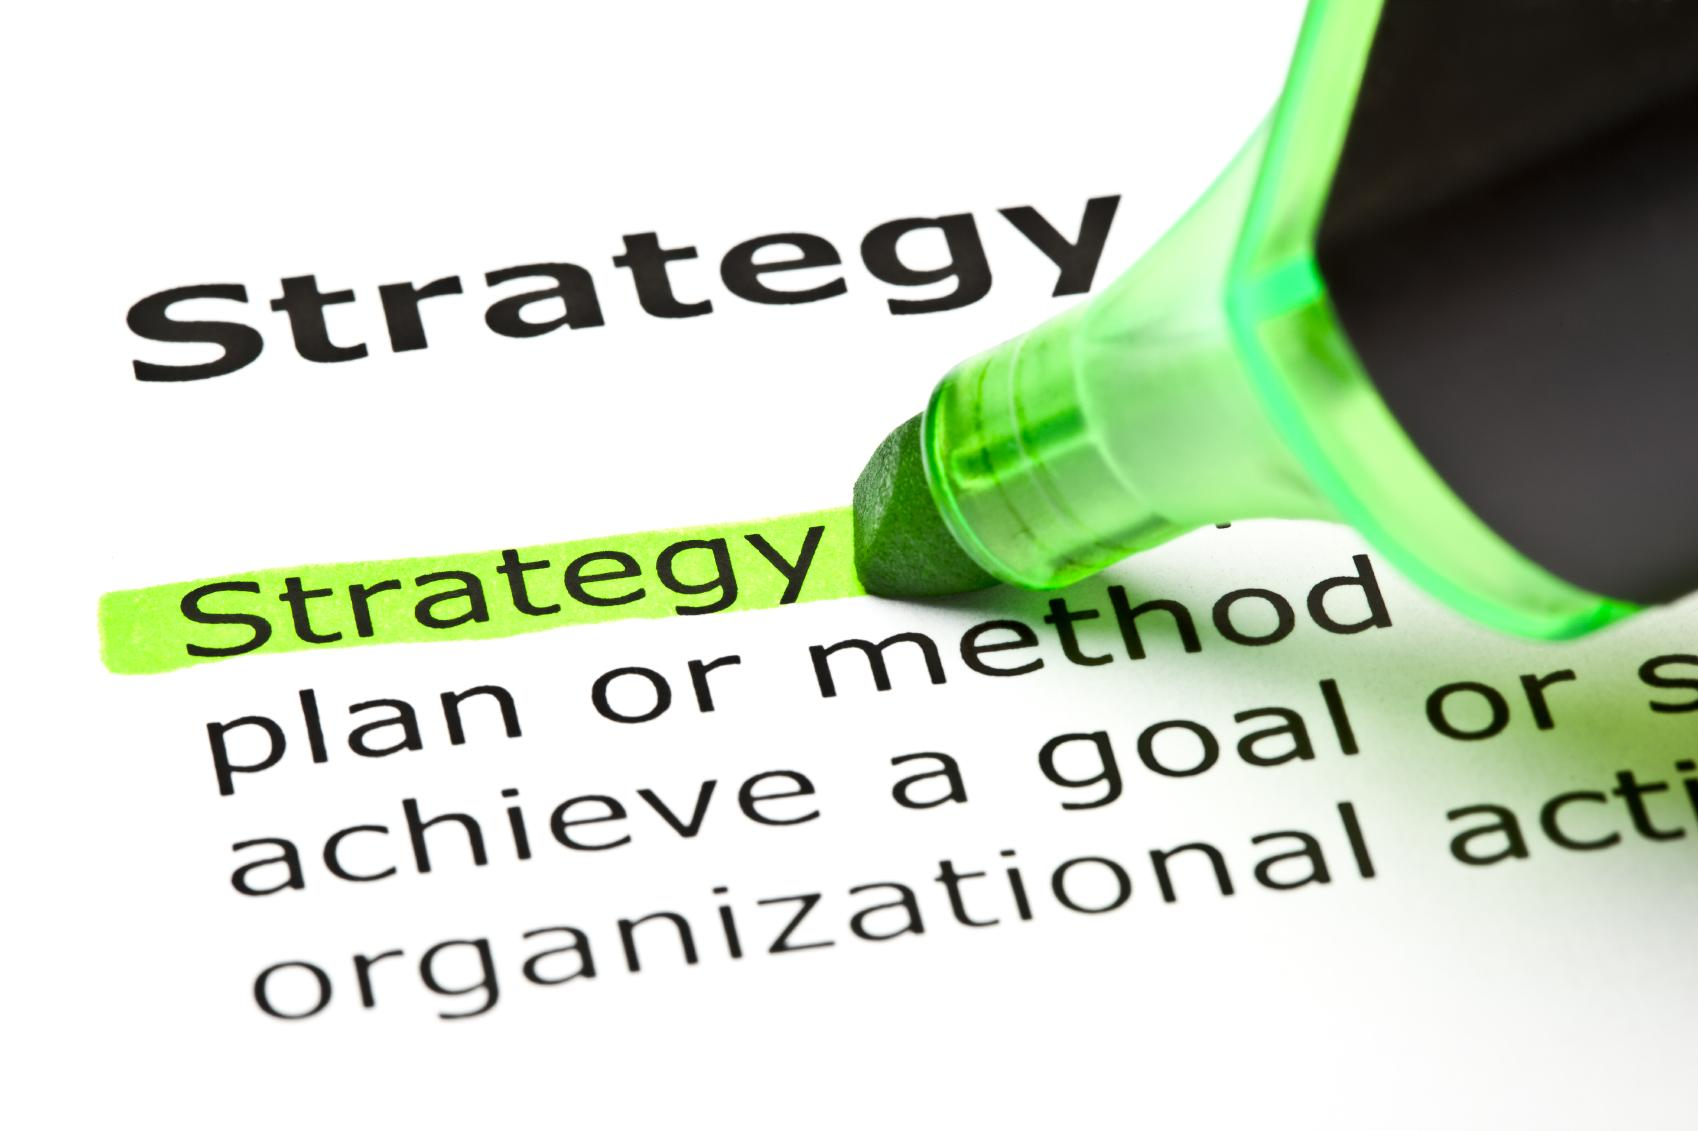 Strategy
Strategy
plan or method
achieve a goal or
organizational